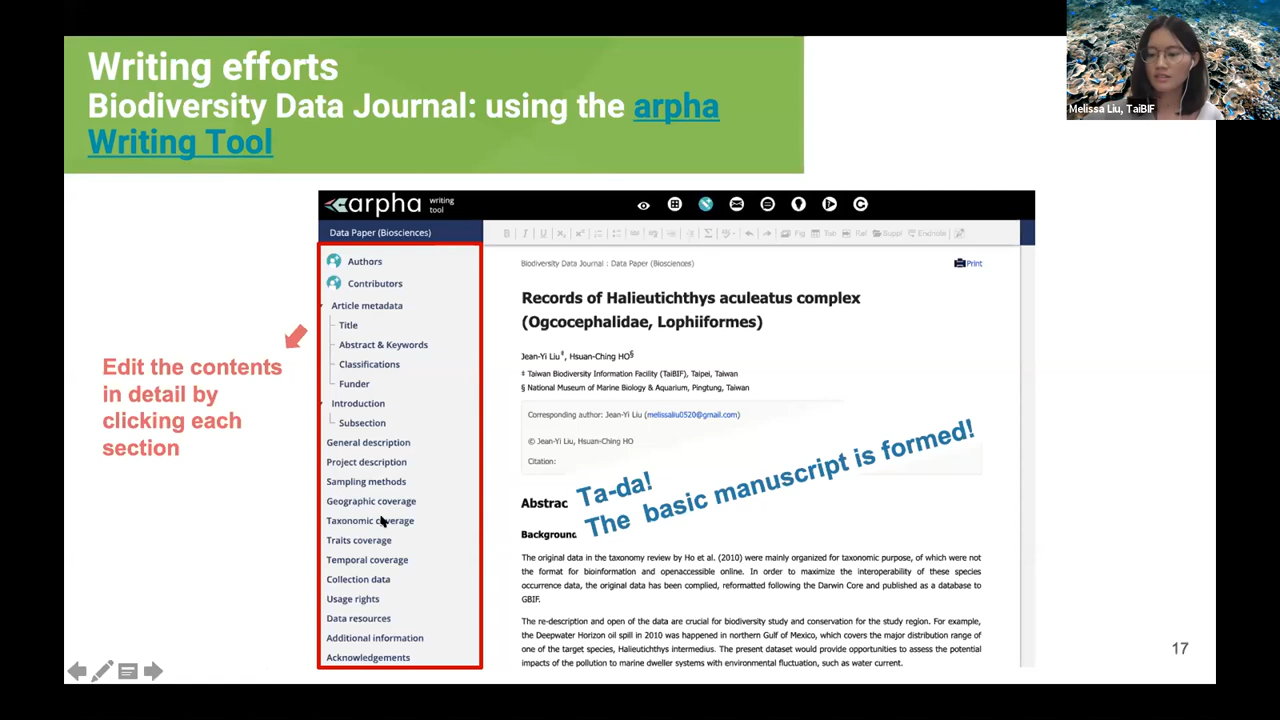 Writing efforts
Biodiversity Data Journal: using the arpha
Writing Tool
Melissa Liu, TaiBIF
arpha writing tool
Data Paper (Biosciences)
B I U
Fig Tab Ref Suppl Endnote
Authors
Contributors
Article metadata
Title
Abstract & Keywords
Classifications
Funder
Introduction
Subsection
General description
Project description
Sampling methods
Geographic coverage
Taxonomic coverage
Traits coverage
Temporal coverage
Collection data
Usage rights
Data resources
Additional information
Acknowledgements
Edit the contents
in detail by
clicking each
section
Biodiversity Data Journal : Data Paper (Biosciences)
Print
Records of Halieutichthys aculeatus complex
(Ogcocephalidae, Lophiiformes)
Jean-Yi Liu‡, Hsuan-Ching HO§
‡ Taiwan Biodiversity Information Facility (TaiBIF), Taipei, Taiwan
§ National Museum of Marine Biology & Aquarium, Pingtung, Taiwan
Corresponding author: Jean-Yi Liu (melissaliu0520@gmail.com)
© Jean-Yi Liu, Hsuan-Ching HO
Citation:
Ta-da!
The basic manuscript is formed!
Abstrac
Background
The original data in the taxonomy review by Ho et al. (2010) were mainly organized for taxonomic purpose, of which were not
the format for bioinformation and openaccessible online. In order to maximize the interoperability of these species
occurrence data, the original data has been complied, reformatted following the Darwin Core and published as a database to
GBIF.
The re-description and open of the data are crucial for biodiversity study and conservation for the study region. For example,
the Deepwater Horizon oil spill in 2010 was happened in northern Gulf of Mexico, which covers the major distribution range of
one of the target species, Halieutichthys intermedius. The present dataset would provide opportunities to assess the potential
impacts of the pollution to marine dweller systems with environmental fluctuation, such as water current.
17